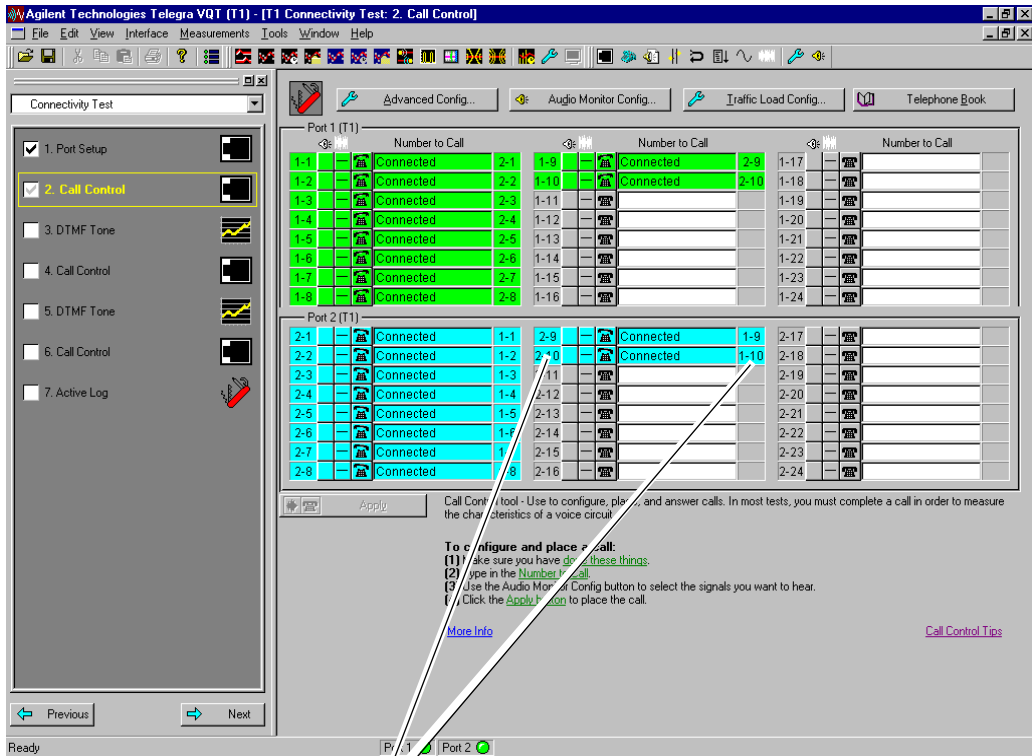 Agilent Technologies Telegra VQT (T1) - [T1 Connectivity Test: 2. Call Control]
File Edit View Interface Measurements Tools Window Help
Connectivity Test
Advanced Config... Audio Monitor Config... Traffic Load Config... Telephone Book
1. Port Setup
2. Call Control
3. DTMF Tone
4. Call Control
5. DTMF Tone
6. Call Control
7. Active Log
Port 1 (T1)
Number to Call Number to Call Number to Call
1-1 Connected 2-1 1-9 Connected 2-9 1-17
1-2 Connected 2-2 1-10 Connected 2-10 1-18
1-3 Connected 2-3 1-11 1-19
1-4 Connected 2-4 1-12 1-20
1-5 Connected 2-5 1-13 1-21
1-6 Connected 2-6 1-14 1-22
1-7 Connected 2-7 1-15 1-23
1-8 Connected 2-8 1-16 1-24
Port 2 (T1)
2-1 Connected 1-1 2-9 Connected 1-9 2-17
2-2 Connected 1-2 2-10 Connected 1-10 2-18
2-3 Connected 1-3 2-11 2-19
2-4 Connected 1-4 2-12 2-20
2-5 Connected 1-5 2-13 2-21
2-6 Connected 1-6 2-14 2-22
2-7 Connected 1-7 2-15 2-23
2-8 Connected 1-8 2-16 2-24
Apply
Call Control tool - Use to configure, place, and answer calls. In most tests, you must complete a call in order to measure
the characteristics of a voice circuit.
To configure and place a call:
(1) Make sure you have done these things.
(2) Type in the Number to Call.
(3) Use the Audio Monitor Config button to select the signals you want to hear.
(4) Click the Apply button to place the call.
More Info Call Control Tips
Previous Next
Ready Port 1 Port 2